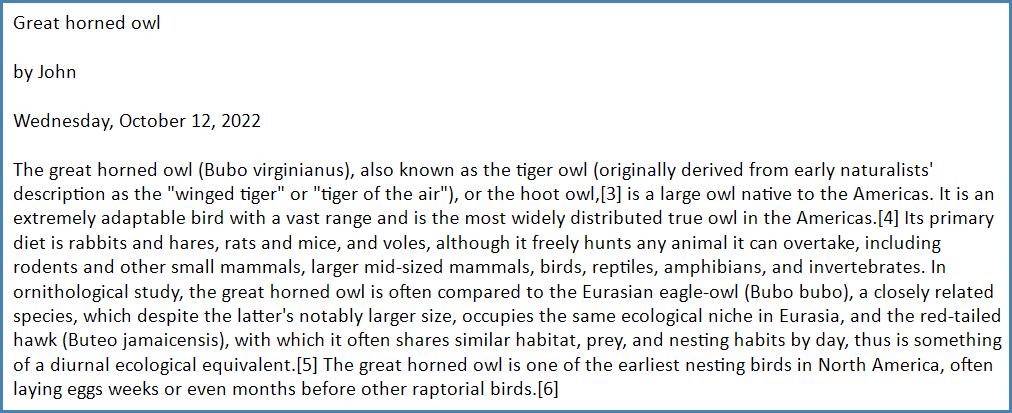 Great horned owl
by John
Wednesday, October 12, 2022
The great horned owl (Bubo virginianus), also known as the tiger owl (originally derived from early naturalists'
description as the "winged tiger" or "tiger of the air"), or the hoot owl,[3] is a large owl native to the Americas. It is an
extremely adaptable bird with a vast range and is the most widely distributed true owl in the Americas.[4] Its primary
diet is rabbits and hares, rats and mice, and voles, although it freely hunts any animal it can overtake, including
rodents and other small mammals, larger mid-sized mammals, birds, reptiles, amphibians, and invertebrates. In
ornithological study, the great horned owl is often compared to the Eurasian eagle-owl (Bubo bubo), a closely related
species, which despite the latter's notably larger size, occupies the same ecological niche in Eurasia, and the red-tailed
hawk (Buteo jamaicensis), with which it often shares similar habitat, prey, and nesting habits by day, thus is something
of a diurnal ecological equivalent.[5] The great horned owl is one of the earliest nesting birds in North America, often
laying eggs weeks or even months before other raptorial birds.[6]